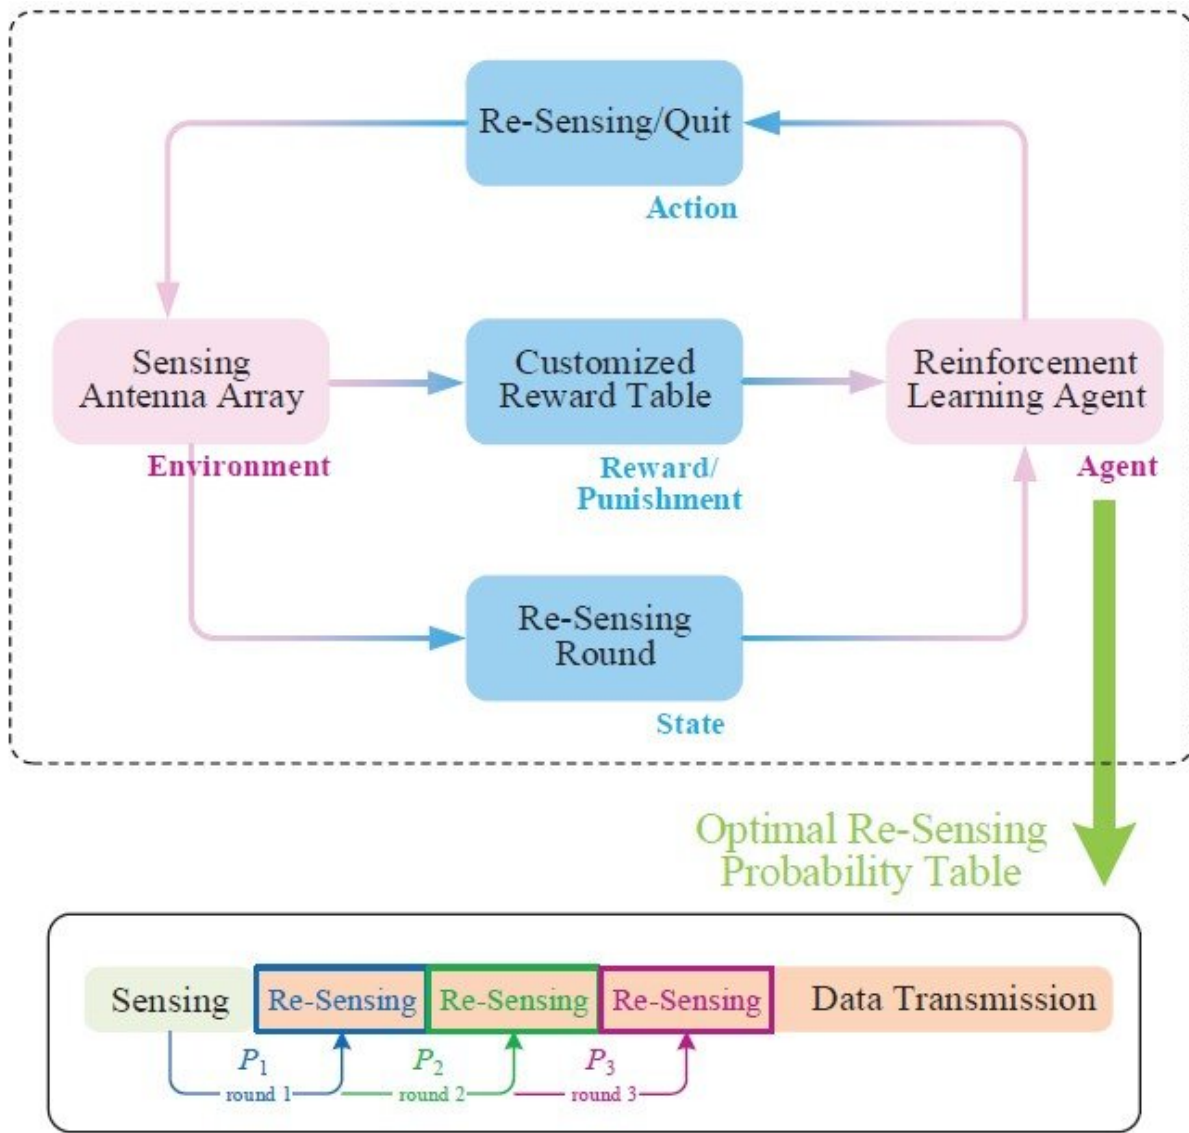 Re-Sensing/Quit
Action
Sensing
Antenna Array
Environment
Customized
Reward Table
Reward/
Punishment
Reinforcement
Learning Agent
Agent
Re-Sensing
Round
State
Optimal Re-Sensing
Probability Table
Sensing
Re-Sensing
Re-Sensing
Re-Sensing
Data Transmission
P1
round 1
P2
round 2
P3
round 3